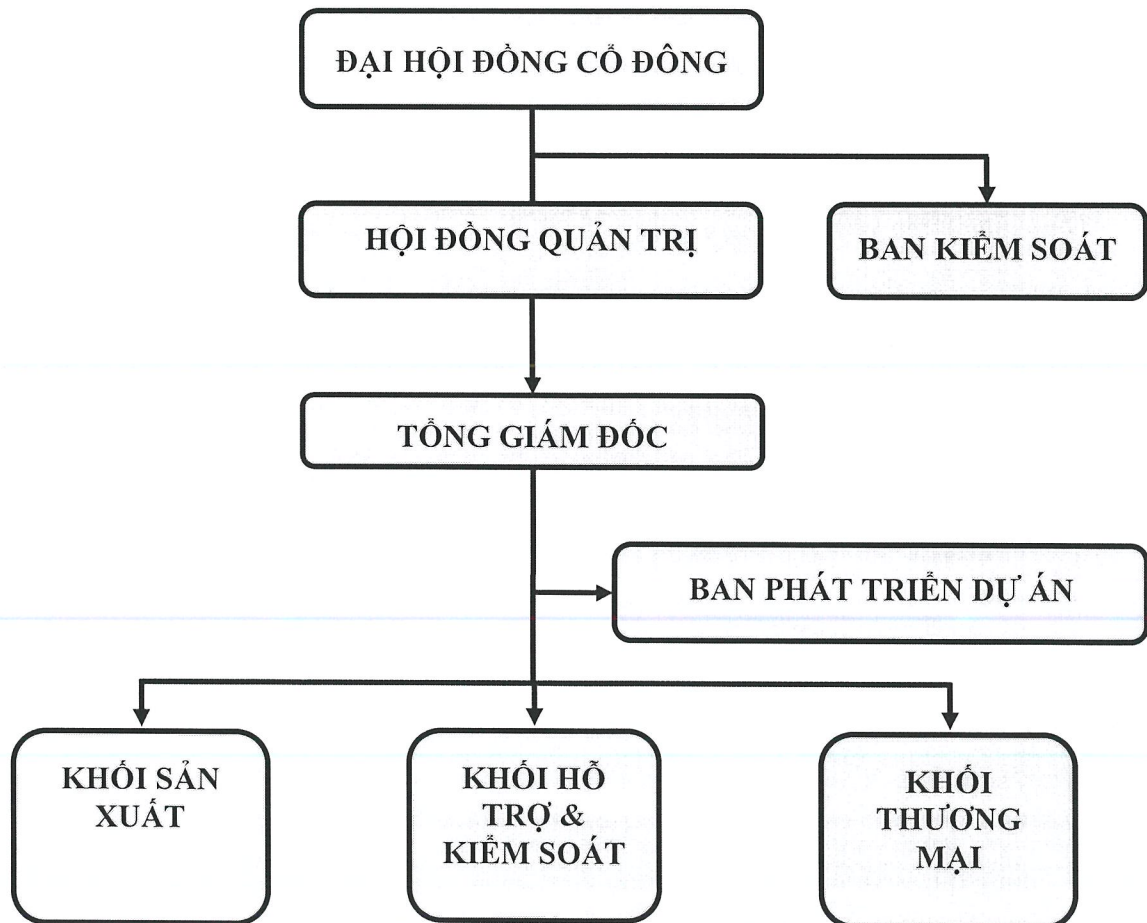 ĐẠI HỘI ĐỒNG CỔ ĐÔNG
HỘI ĐỒNG QUẢN TRỊ
BAN KIỂM SOÁT
TỔNG GIÁM ĐỐC
BAN PHÁT TRIỂN DỰ ÁN
KHỐI SẢN
XUẤT
KHỐI HỖ
TRỢ &
KIỂM SOÁT
KHỐI
THƯƠNG
MẠI